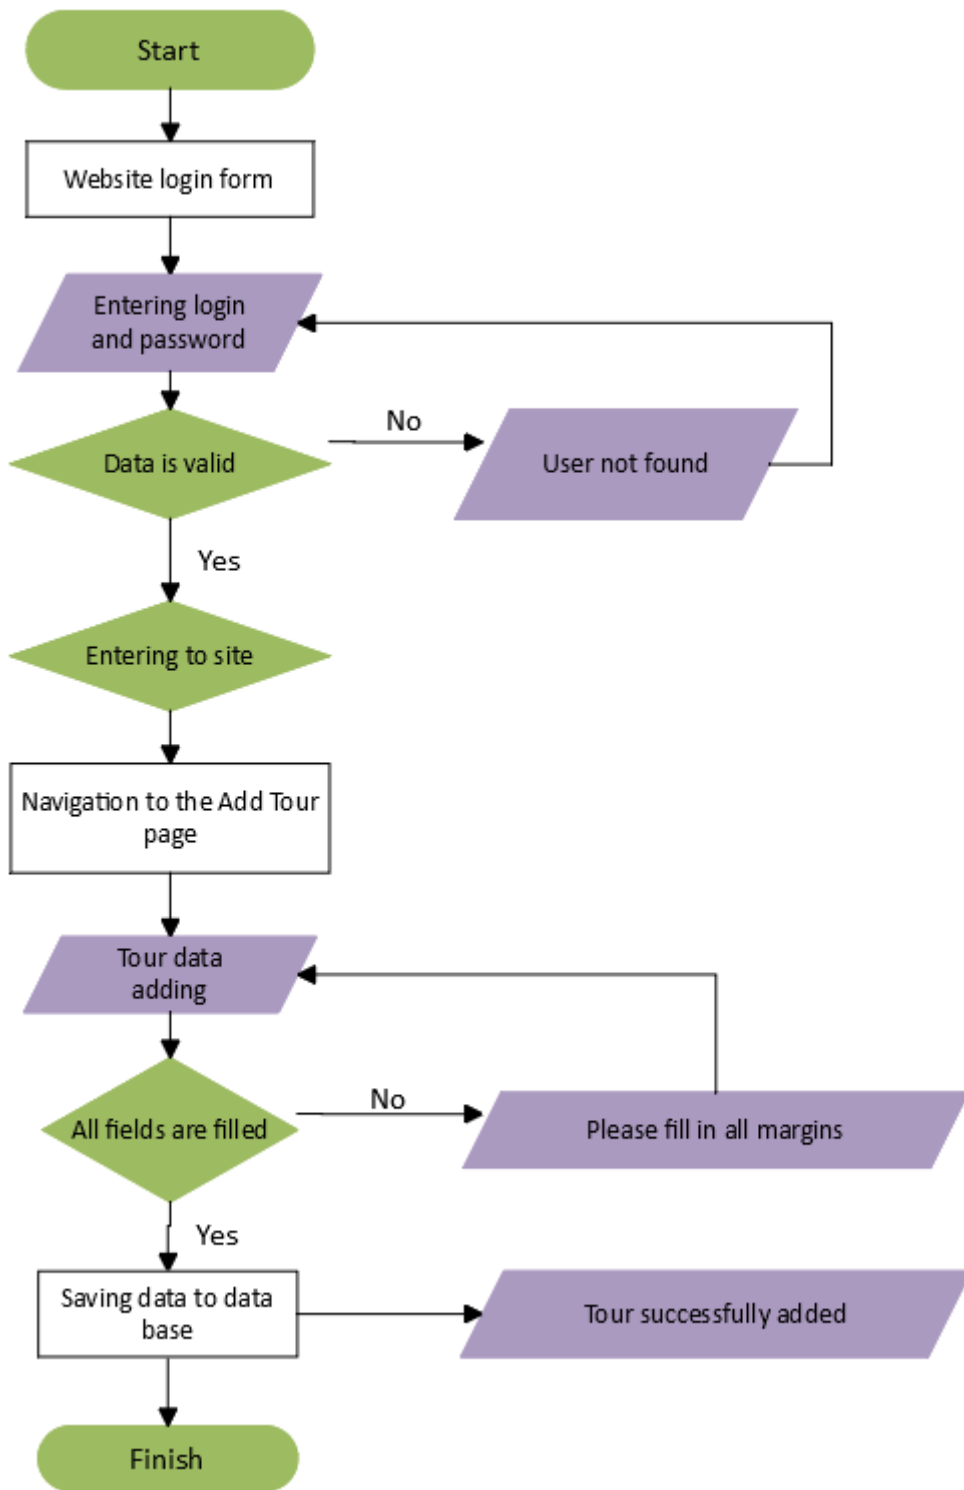 Start
Website login form
Entering login
and password
No
Data is valid
User not found
Yes
Entering to site
Navigation to the Add Tour
page
Tour data
adding
No
All fields are filled
Please fill in all margins
Yes
Saving data to data
base
Tour successfully added
Finish